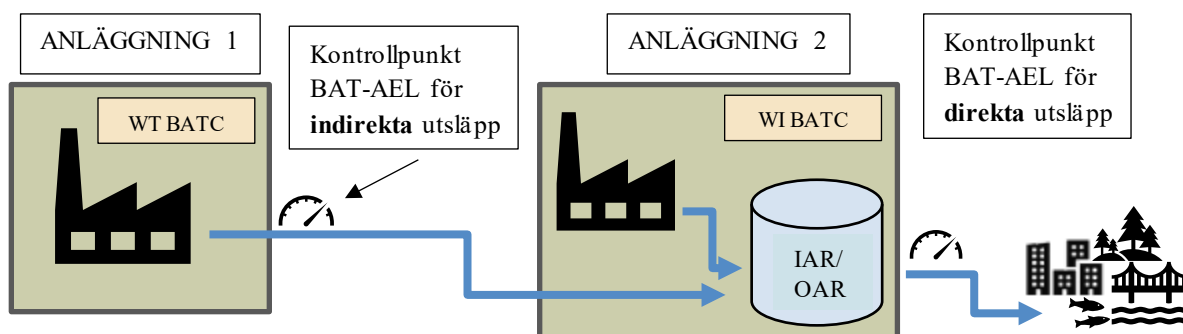 ANLÄGGNING 1
Kontrollpunkt
BAT-AEL för
indirekta utsläpp
WT BATC
ANLÄGGNING 2
WI BATC
IAR/
OAR
Kontrollpunkt
BAT-AEL för
direkta utsläpp